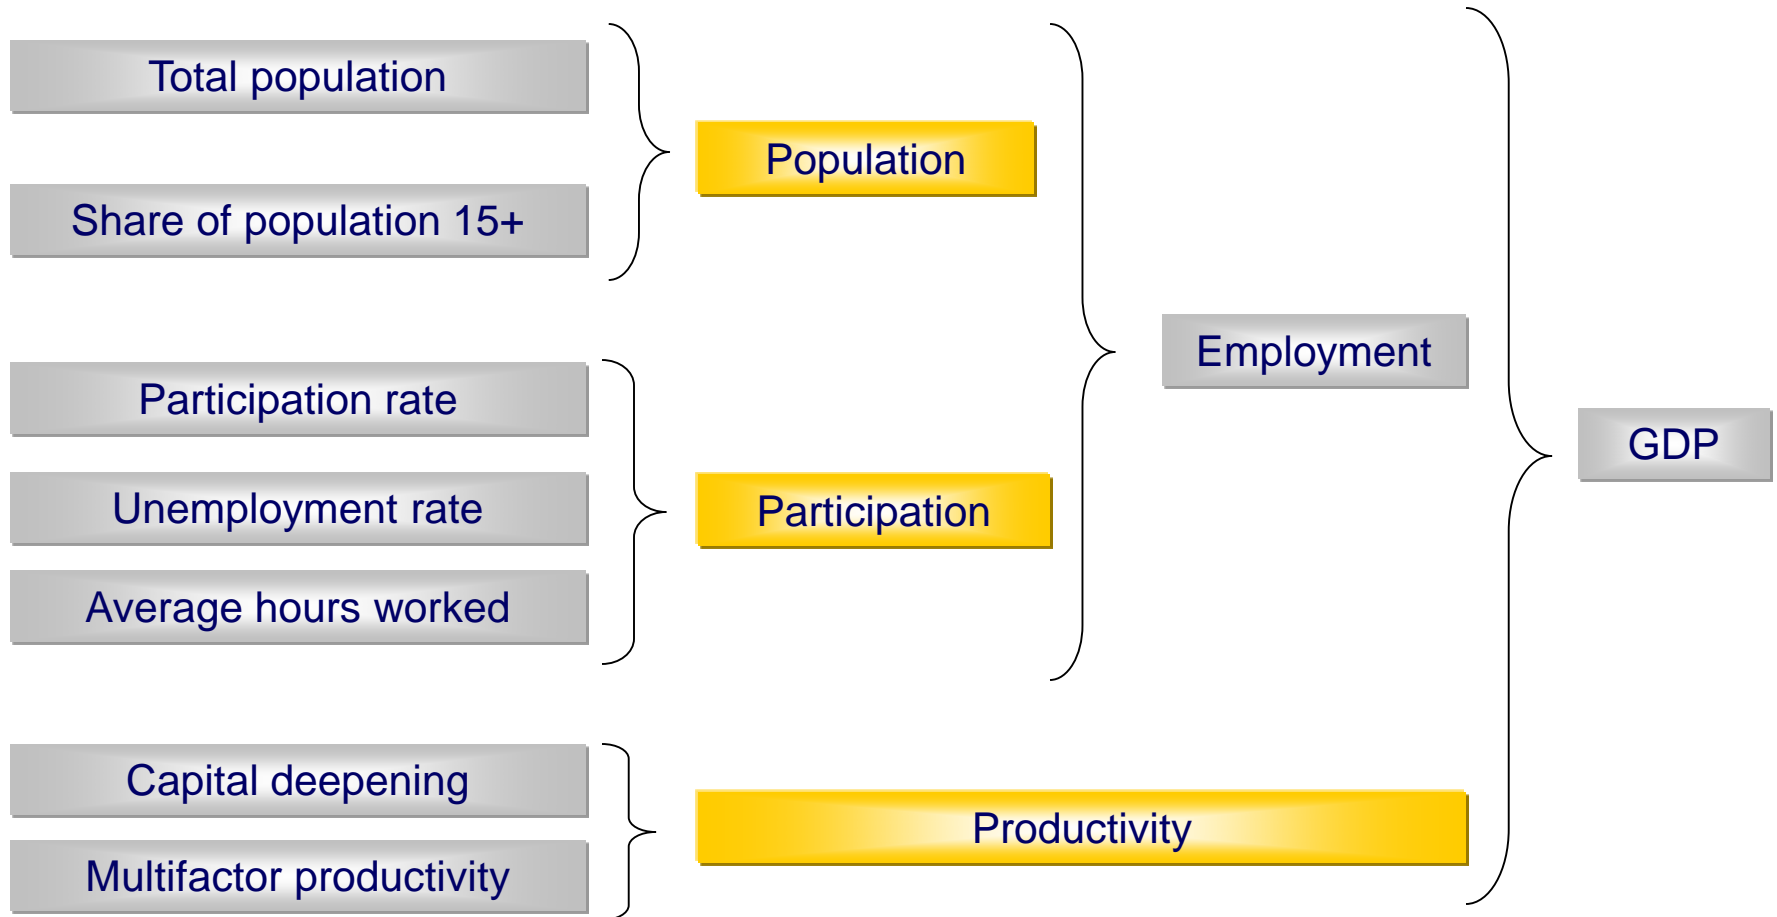 Total population
Share of population 15+
Population
Participation rate
Unemployment rate
Average hours worked
Participation
Employment
Capital deepening
Multifactor productivity
Productivity
GDP